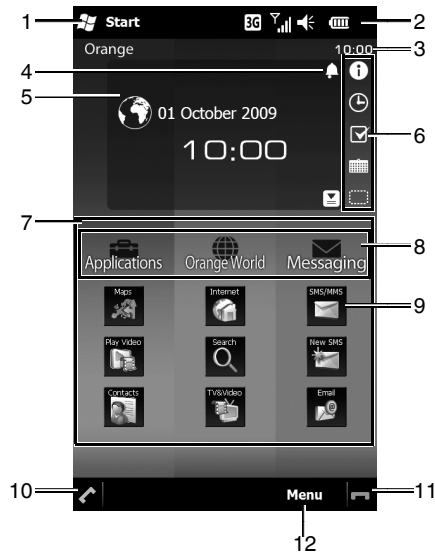 1 Start 3G 2
Orange 10:00 3
4
5 01 October 2009
6
10:00
7
Applications Orange World Messaging 8
Maps Internet SMS/MMS 9
Play Video Search New SMS
Contacts TV&Video Email
10 Menu 11
12